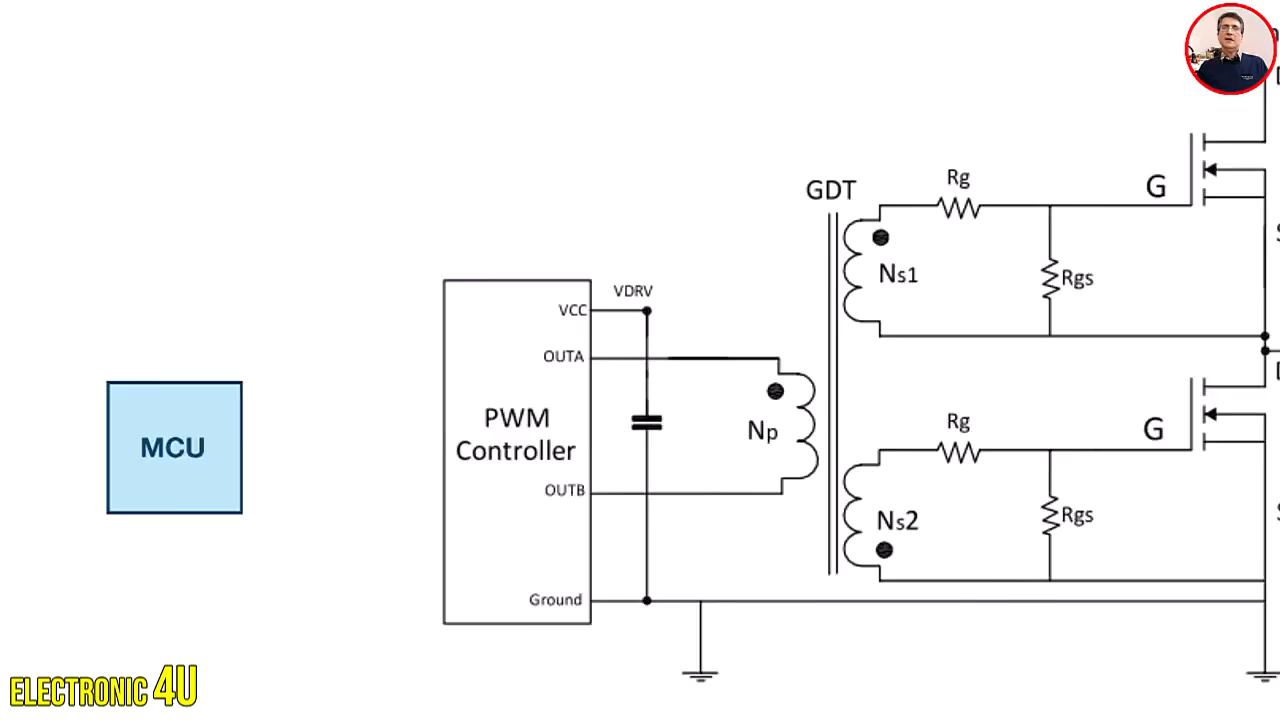 GDT
Rg
G
Ns1
Rgs
VDRV
VCC
OUTA
PWM
Controller
Np
OUTB
Ground
MCU
Rg
G
Ns2
Rgs
ELECTRONIC 4U